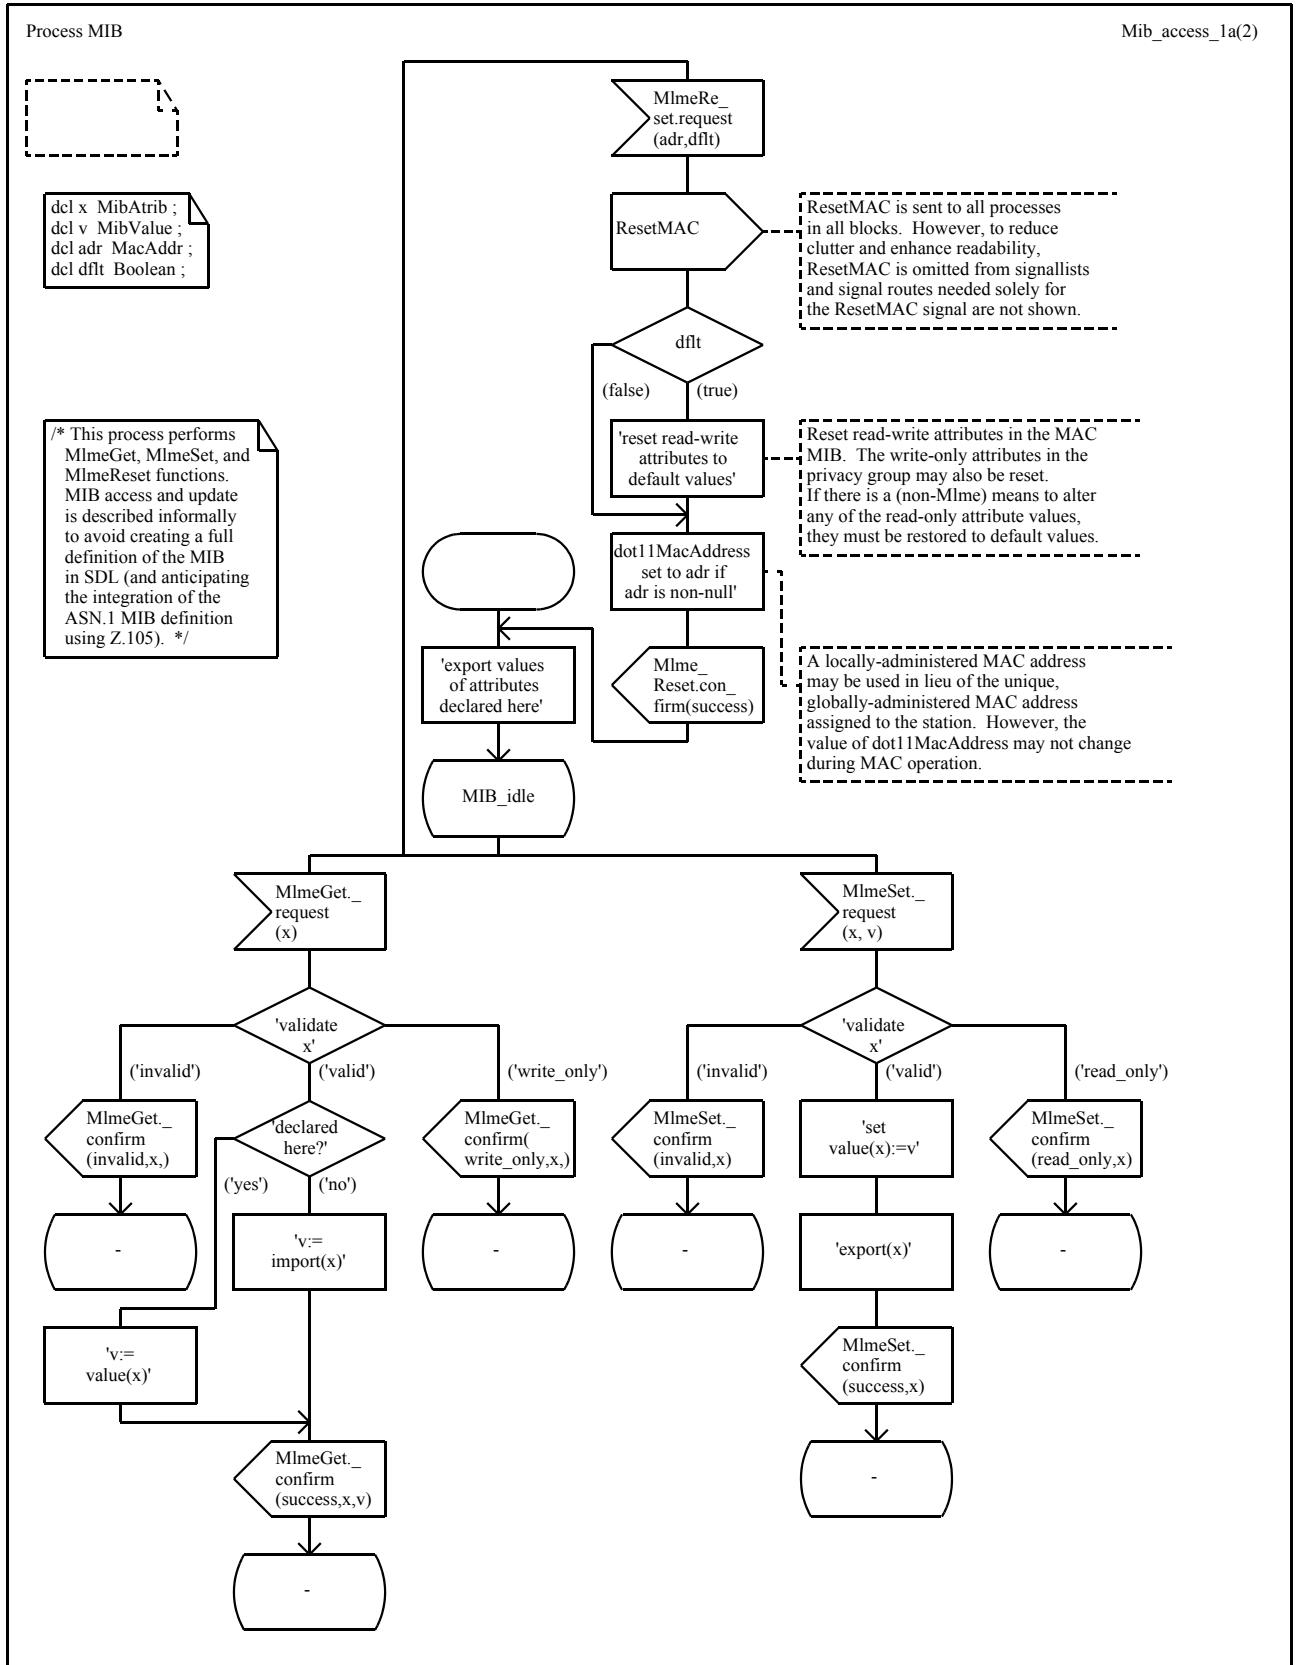 Process MIB
Mib_access_1a(2)
MlmeRe_
set.request
(adr,dflt)
dcl x  MibAtrib ;
dcl v  MibValue ;
dcl adr  MacAddr ;
dcl dflt  Boolean ;
ResetMAC
ResetMAC is sent to all processes
in all blocks.  However, to reduce
clutter and enhance readability,
ResetMAC is omitted from signallists
and signal routes needed solely for
the ResetMAC signal are not shown.
dflt
(false)
(true)
/* This process performs
MlmeGet, MlmeSet, and
MlmeReset functions.
MIB access and update
is described informally
to avoid creating a full
definition of the MIB
in SDL (and anticipating
the integration of the
ASN.1 MIB definition
using Z.105).  */
'reset read-write
attributes to
default values'
Reset read-write attributes in the MAC
MIB.  The write-only attributes in the
privacy group may also be reset.
If there is a (non-Mlme) means to alter
any of the read-only attribute values,
they must be restored to default values.
dot11MacAddress
set to adr if
adr is non-null'
'export values
of attributes
declared here'
Mlme_
Reset.con_
firm(success)
A locally-administered MAC address
may be used in lieu of the unique,
globally-administered MAC address
assigned to the station.  However, the
value of dot11MacAddress may not change
during MAC operation.
MIB_idle
MlmeGet._
request
(x)
MlmeSet._
request
(x, v)
'validate
x'
'validate
x'
('invalid')
('valid')
('write_only')
('invalid')
('valid')
('read_only')
MlmeGet._
confirm
(invalid,x,)
'declared
here?'
MlmeGet._
confirm(
write_only,x,)
MlmeSet._
confirm
(invalid,x)
'set
value(x):=v'
MlmeSet._
confirm
(read_only,x)
('yes')
('no')
-
'v:=
import(x)'
-
-
'export(x)'
-
'v:=
value(x)'
MlmeSet._
confirm
(success,x)
MlmeGet._
confirm
(success,x,v)
-
-